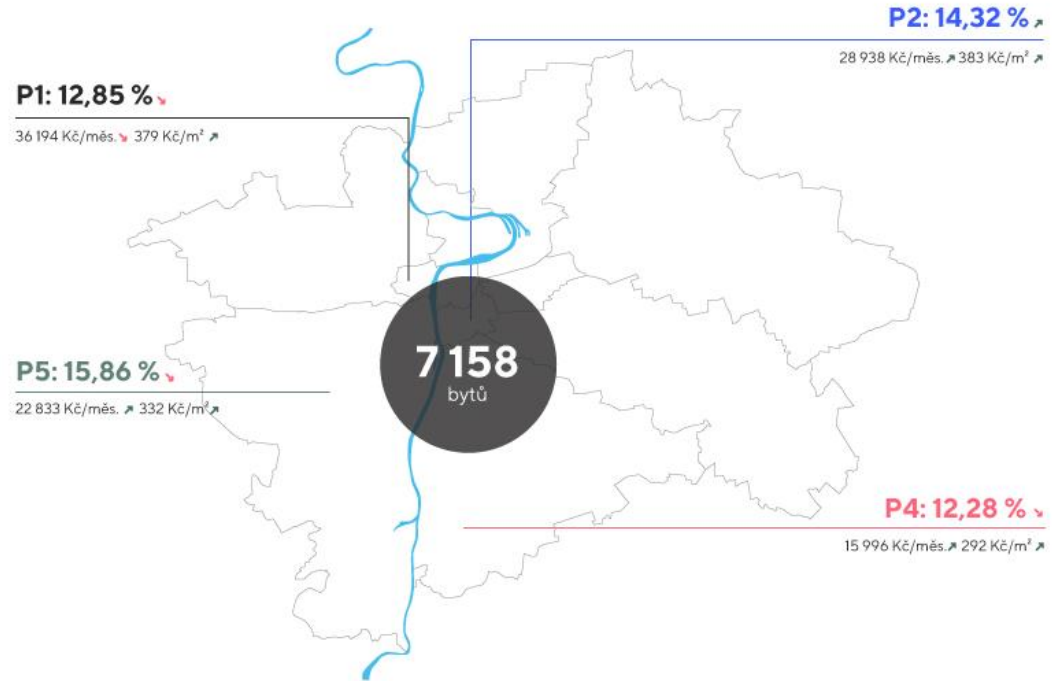 P2: 14,32 % ↗
28 938 Kč/měs. ↗ 383 Kč/m² ↗
P1: 12,85 % ↘
36 194 Kč/měs. ↘ 379 Kč/m² ↗
7 158
bytů
P5: 15,86 % ↘
22 833 Kč/měs. ↗ 332 Kč/m² ↗
P4: 12,28 % ↘
15 996 Kč/měs. ↗ 292 Kč/m² ↗